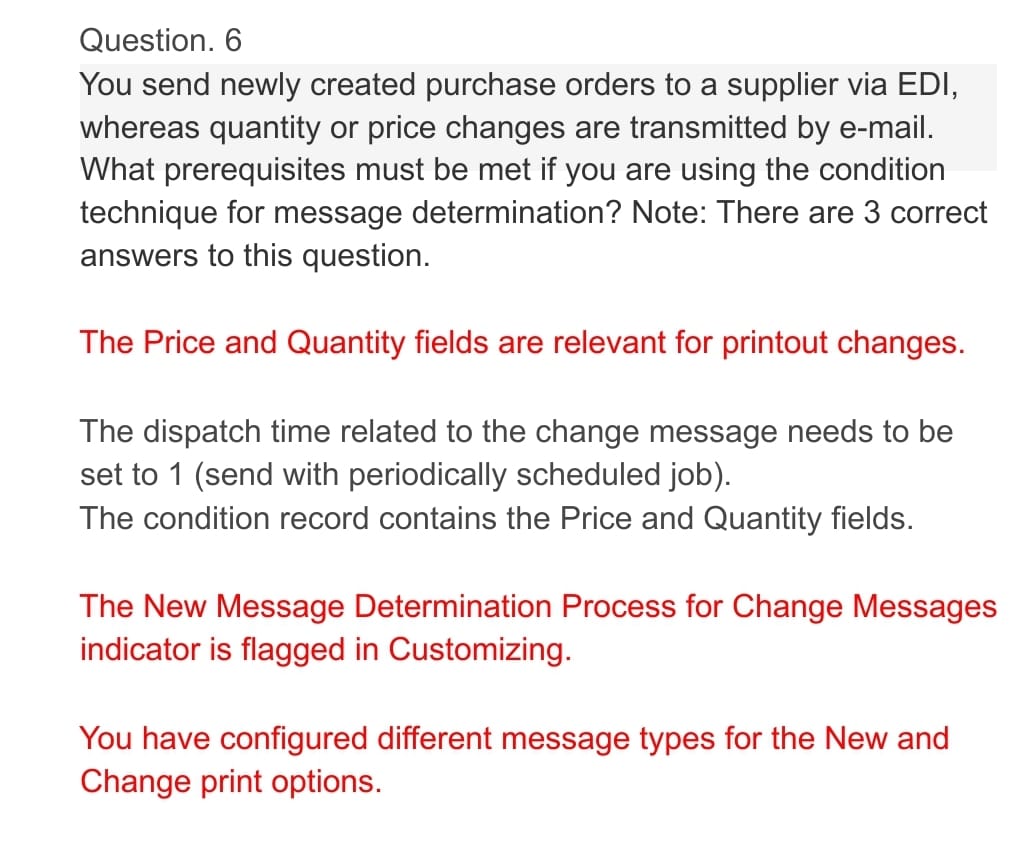 Question. 6
You send newly created purchase orders to a supplier via EDI,
whereas quantity or price changes are transmitted by e-mail.
What prerequisites must be met if you are using the condition
technique for message determination? Note: There are 3 correct
answers to this question.
The Price and Quantity fields are relevant for printout changes.
The dispatch time related to the change message needs to be
set to 1 (send with periodically scheduled job).
The condition record contains the Price and Quantity fields.
The New Message Determination Process for Change Messages
indicator is flagged in Customizing.
You have configured different message types for the New and
Change print options.